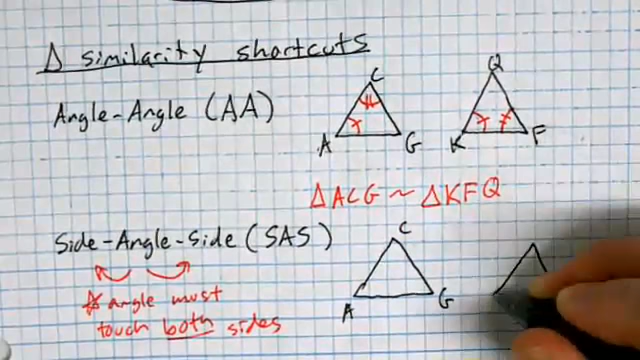 Δ similarity shortcuts
Angle-Angle (AA)
C
A
G
Q
K
F
ΔACG ~ ΔKFQ
Side-Angle-Side (SAS)
☆ angle must
touch both sides
C
A
G